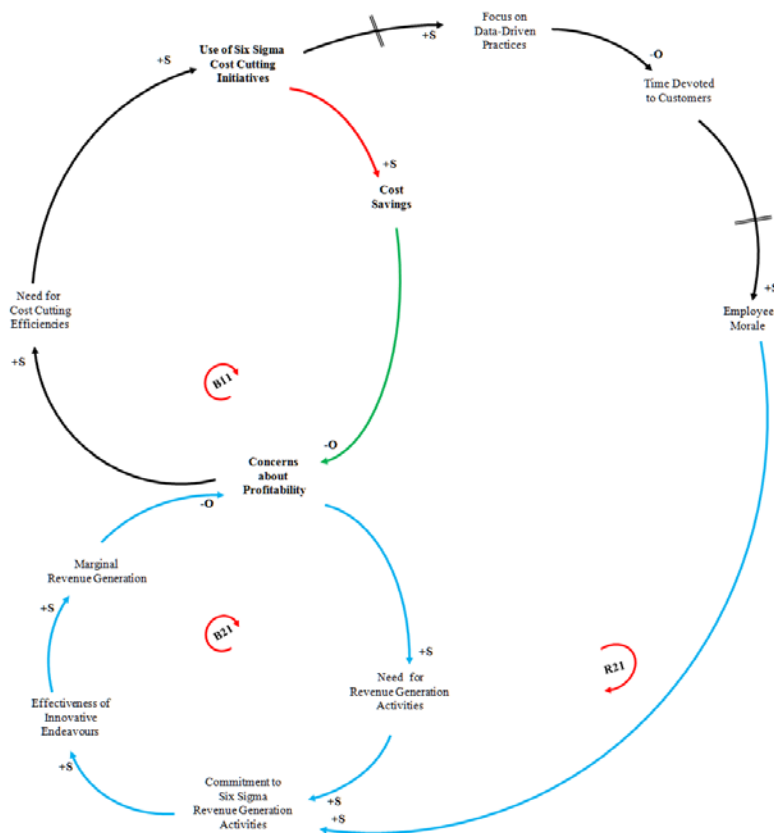 Focus on
Data-Driven
Practices
+S
-O
Use of Six Sigma
Cost Cutting
Initiatives
+S
Time Devoted
to Customers
+S
Cost
Savings
Need for
Cost Cutting
Efficiencies
+S
Employee
Morale
+S
B11
-O
Concerns
about
Profitability
-O
Marginal
Revenue Generation
+S
B21
+S
R21
Need for
Revenue Generation
Activities
Effectiveness of
Innovative
Endeavours
+S
Commitment to
Six Sigma
Revenue Generation
Activities
+S
+S